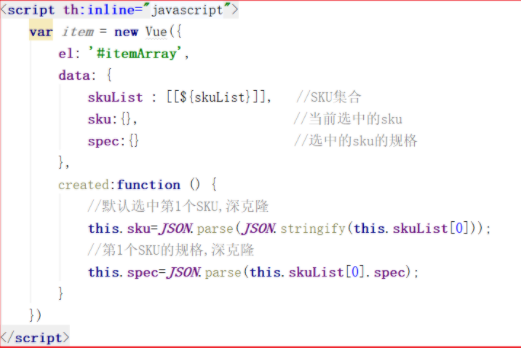 <script th:inline="javascript">
    var item = new Vue({
        el: '#itemArray',
        data: {
            skuList : [[${skuList}]],   //SKU集合
            sku:{},                     //当前选中的sku
            spec:{}                     //选中的sku的规格
        },
        created:function () {
            //默认选中第1个SKU,深克隆
            this.sku=JSON.parse(JSON.stringify(this.skuList[0]));
            //第1个SKU的规格,深克隆
            this.spec=JSON.parse(this.skuList[0].spec);
        }
    })
</script>